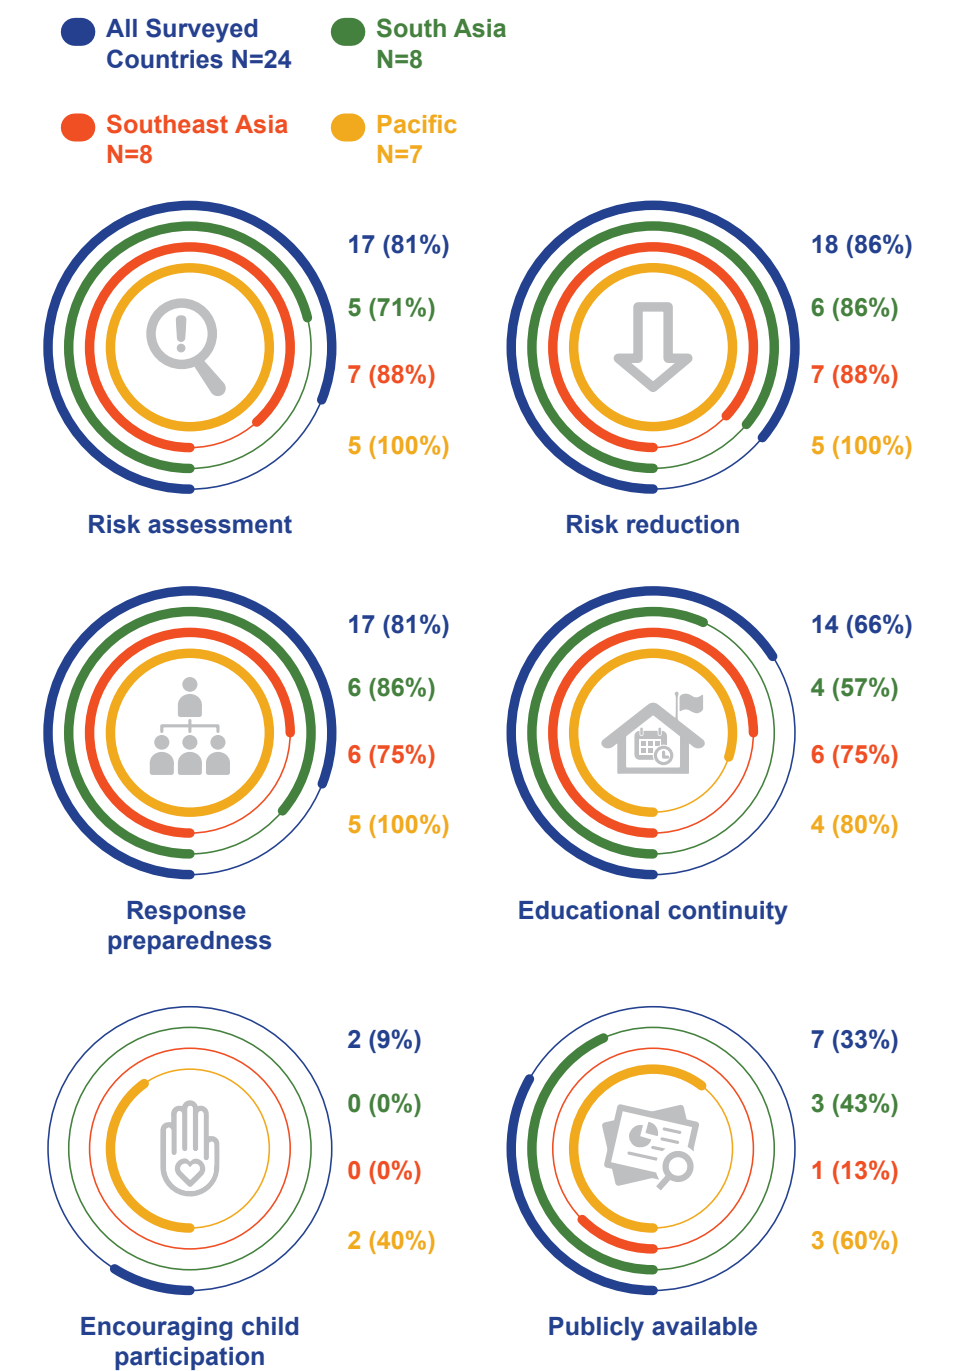 All Surveyed
Countries N=24
South Asia
N=8
Southeast Asia
N=8
Pacific
N=7
17 (81%)
5 (71%)
7 (88%)
5 (100%)
Risk assessment
18 (86%)
6 (86%)
7 (88%)
5 (100%)
Risk reduction
17 (81%)
6 (86%)
6 (75%)
5 (100%)
Response
preparedness
14 (66%)
4 (57%)
6 (75%)
4 (80%)
Educational continuity
2 (9%)
0 (0%)
0 (0%)
2 (40%)
Encouraging child
participation
7 (33%)
3 (43%)
1 (13%)
3 (60%)
Publicly available